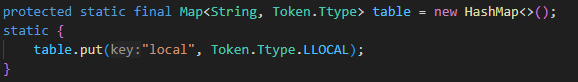 protected static final Map<String, Token.Ttype> table = new HashMap<>();
static {
    table.put(key:"local", Token.Ttype.LLOCAL);
}